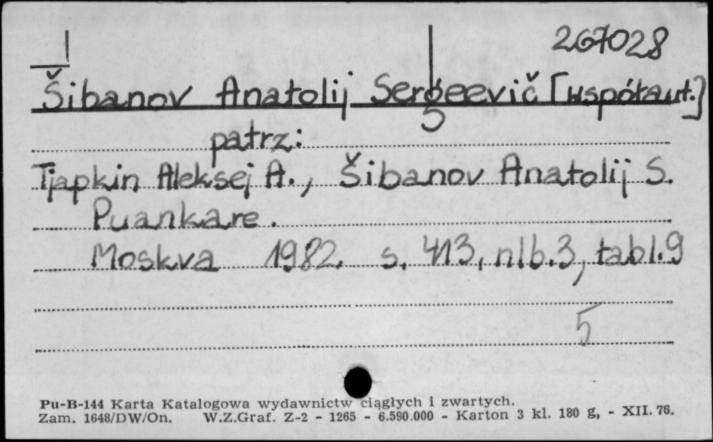 267028
Šibanov Anatolij Sergeevič [współaut.]
patrz:
Tjapkin Aleksej A., Šibanov Anatolij S.
Puankare.
Moskva 1982. s. 413, nlb.3, tabl.9
5
Pu-B-144 Karta Katalogowa wydawnictw ciągłych i zwartych.
Zam. 1648/DW/On. W.Z.Graf. Z-2 - 1265 - 6.590.000 - Karton 3 kl. 180 g, - XII. 76.